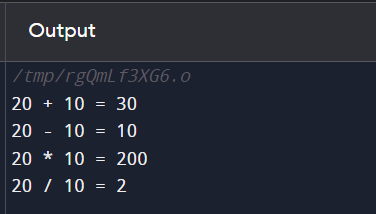 Output
/tmp/rgQmLf3XG6.o
20 + 10 = 30
20 - 10 = 10
20 * 10 = 200
20 / 10 = 2